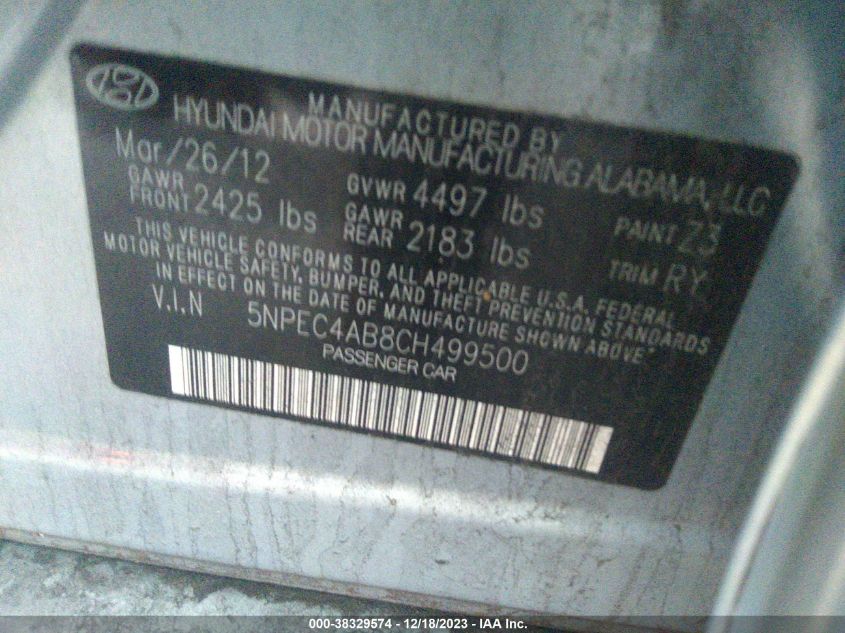 MANUFACTURED BY
HYUNDAI MOTOR MANUFACTURING ALABAMA, LLC
Mar/26/12 GVWR 4497 lbs PAINT Z3
GAWR FRONT 2425 lbs GAWR REAR 2183 lbs TRIM RY
THIS VEHICLE CONFORMS TO ALL APPLICABLE U.S.A. FEDERAL
MOTOR VEHICLE SAFETY, BUMPER, AND THEFT PREVENTION STANDARDS
IN EFFECT ON THE DATE OF MANUFACTURE SHOWN ABOVE"
V.I.N 5NPEC4AB8CH499500
PASSENGER CAR
000-38329574 - 12/18/2023 - IAA Inc.